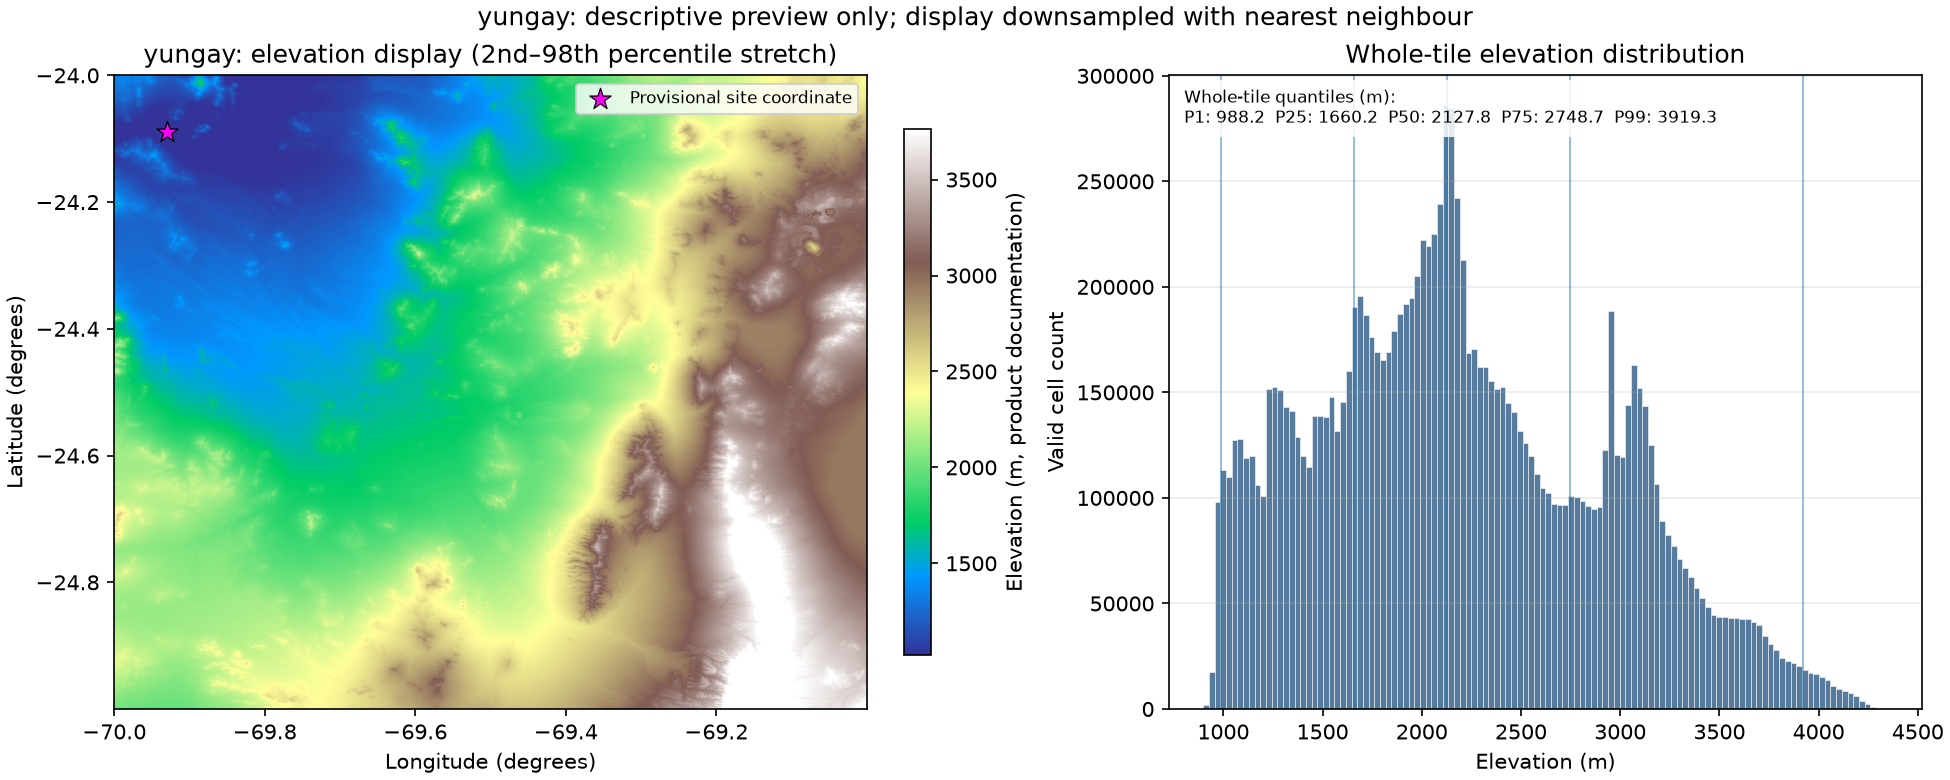 yungay: descriptive preview only; display downsampled with nearest neighbour
yungay: elevation display (2nd–98th percentile stretch)
Provisional site coordinate
−24.0
−24.2
−24.4
−24.6
−24.8
Latitude (degrees)
−70.0
−69.8
−69.6
−69.4
−69.2
Longitude (degrees)
3500
3000
2500
2000
1500
Elevation (m, product documentation)
Whole-tile elevation distribution
Whole-tile quantiles (m):
P1: 988.2 P25: 1660.2 P50: 2127.8 P75: 2748.7 P99: 3919.3
300000
250000
200000
150000
100000
50000
0
Valid cell count
1000
1500
2000
2500
3000
3500
4000
4500
Elevation (m)